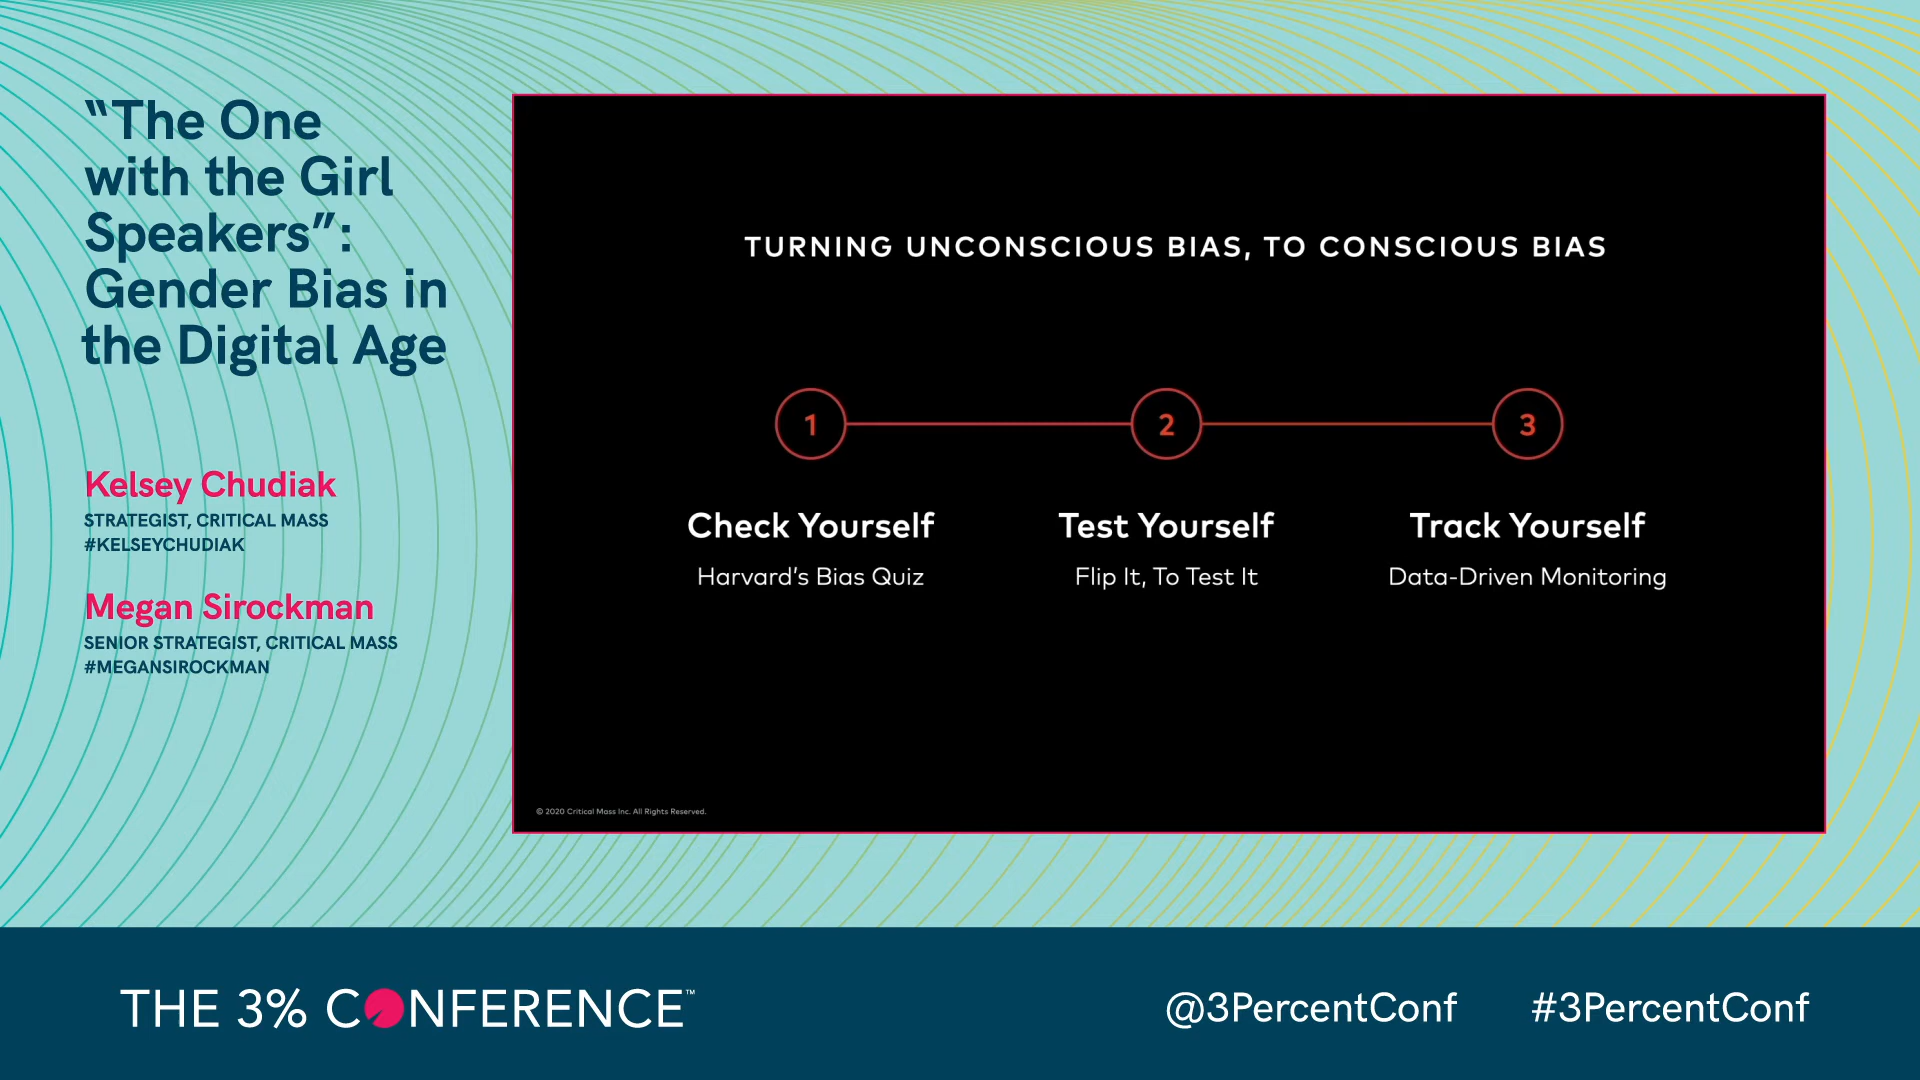 “The One
with the Girl
Speakers”:
Gender Bias in
the Digital Age
Kelsey Chudiak
STRATEGIST, CRITICAL MASS
#KELSEYCHUDIAK
Megan Sirockman
SENIOR STRATEGIST, CRITICAL MASS
#MEGANSIROCKMAN
TURNING UNCONSCIOUS BIAS, TO CONSCIOUS BIAS
1 2 3
Check Yourself Test Yourself Track Yourself
Harvard’s Bias Quiz Flip It, To Test It Data-Driven Monitoring
© 2020 Critical Mass Inc. All Rights Reserved.
THE 3% CONFERENCE™
@3PercentConf #3PercentConf